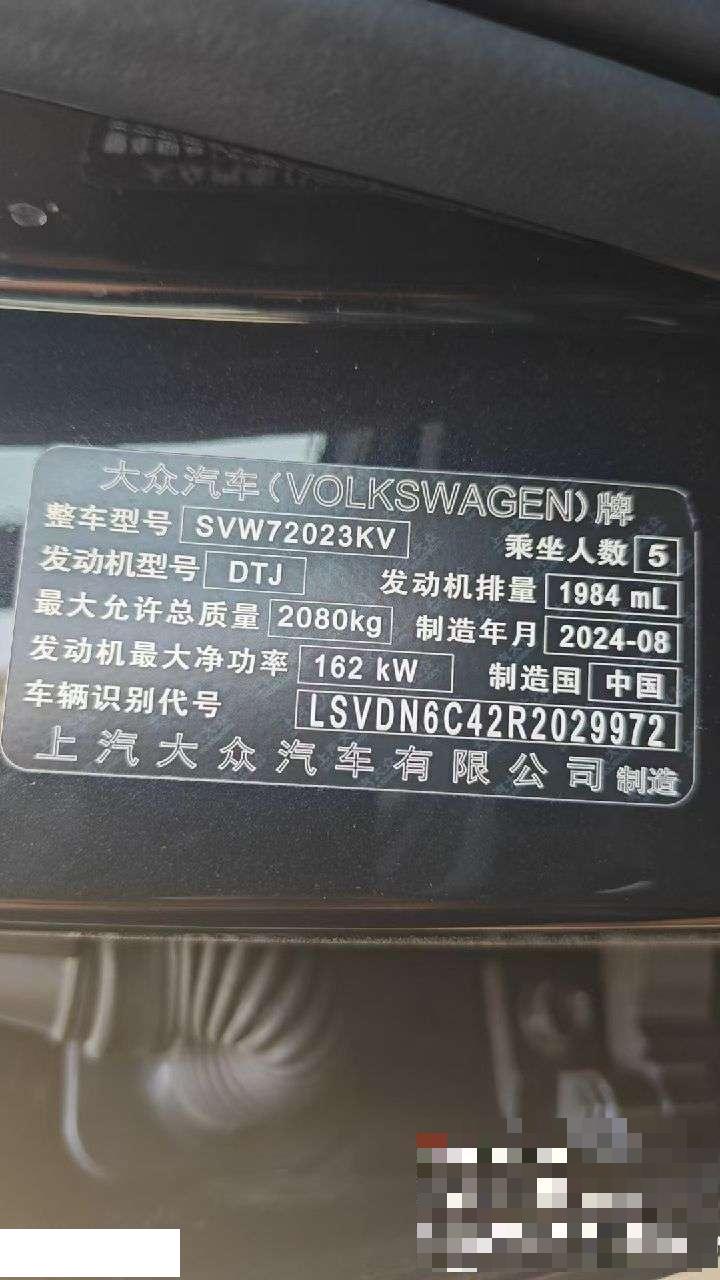 大众汽车(VOLKSWAGEN)牌
整车型号 SVW72023KV 乘坐人数 5
发动机型号 DTJ 发动机排量 1984 mL
最大允许总质量 2080kg 制造年月 2024-08
发动机最大净功率 162 kW 制造国 中国
车辆识别代号 LSVDN6C42R2029972
上汽大众汽车有限公司 制造